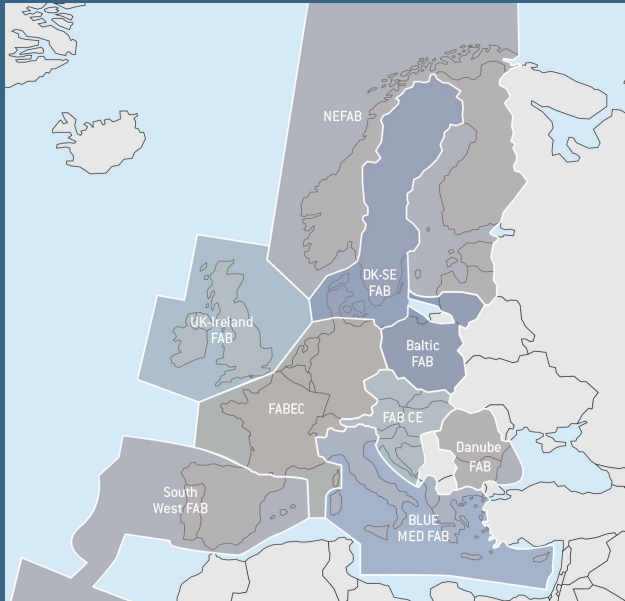 NEFAB
DK-SE
FAB
UK-Ireland
FAB
Baltic
FAB
FABEC
FAB CE
Danube
FAB
South
West FAB
BLUE
MED FAB